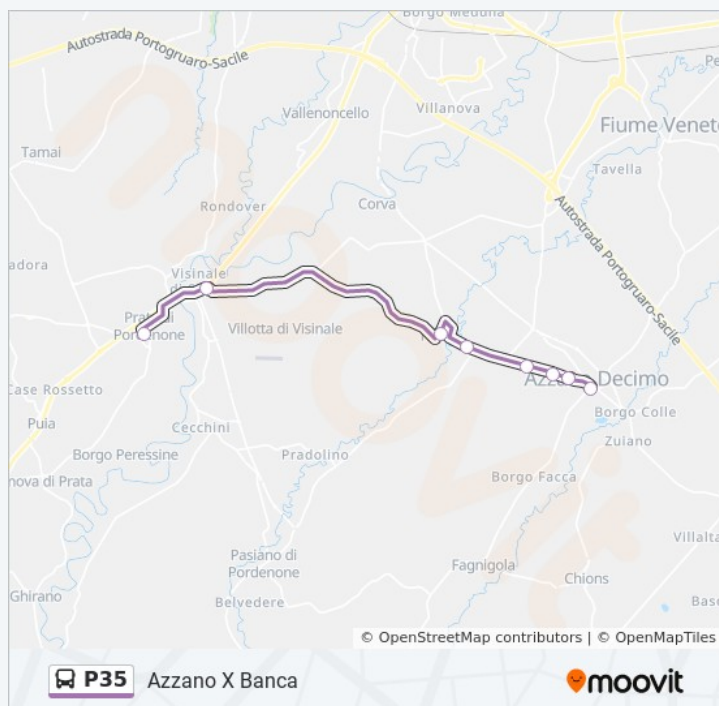 Borgo Meduna
Autostrada Portogruaro-Sacile
Vallenoncello
Villanova
Fiume Veneto
Tamai
Tavella
Rondover
Corva
Autostrada Portogruaro-Sacile
adora
Visinale
Prata di
Pordenone
Villotta di Visinale
Azzano Decimo
Case Rossetto
Borgo Colle
Puia
Cecchini
Zuiano
Borgo Peressine
Pradolino
nova di Prata
Borgo Facca
Villalta
Pasiano di
Pordenone
Fagnigola
Chions
Ghirano
Belvedere
Bas
moovit
© OpenStreetMap contributors | © OpenMapTiles
P35 Azzano X Banca
moovit